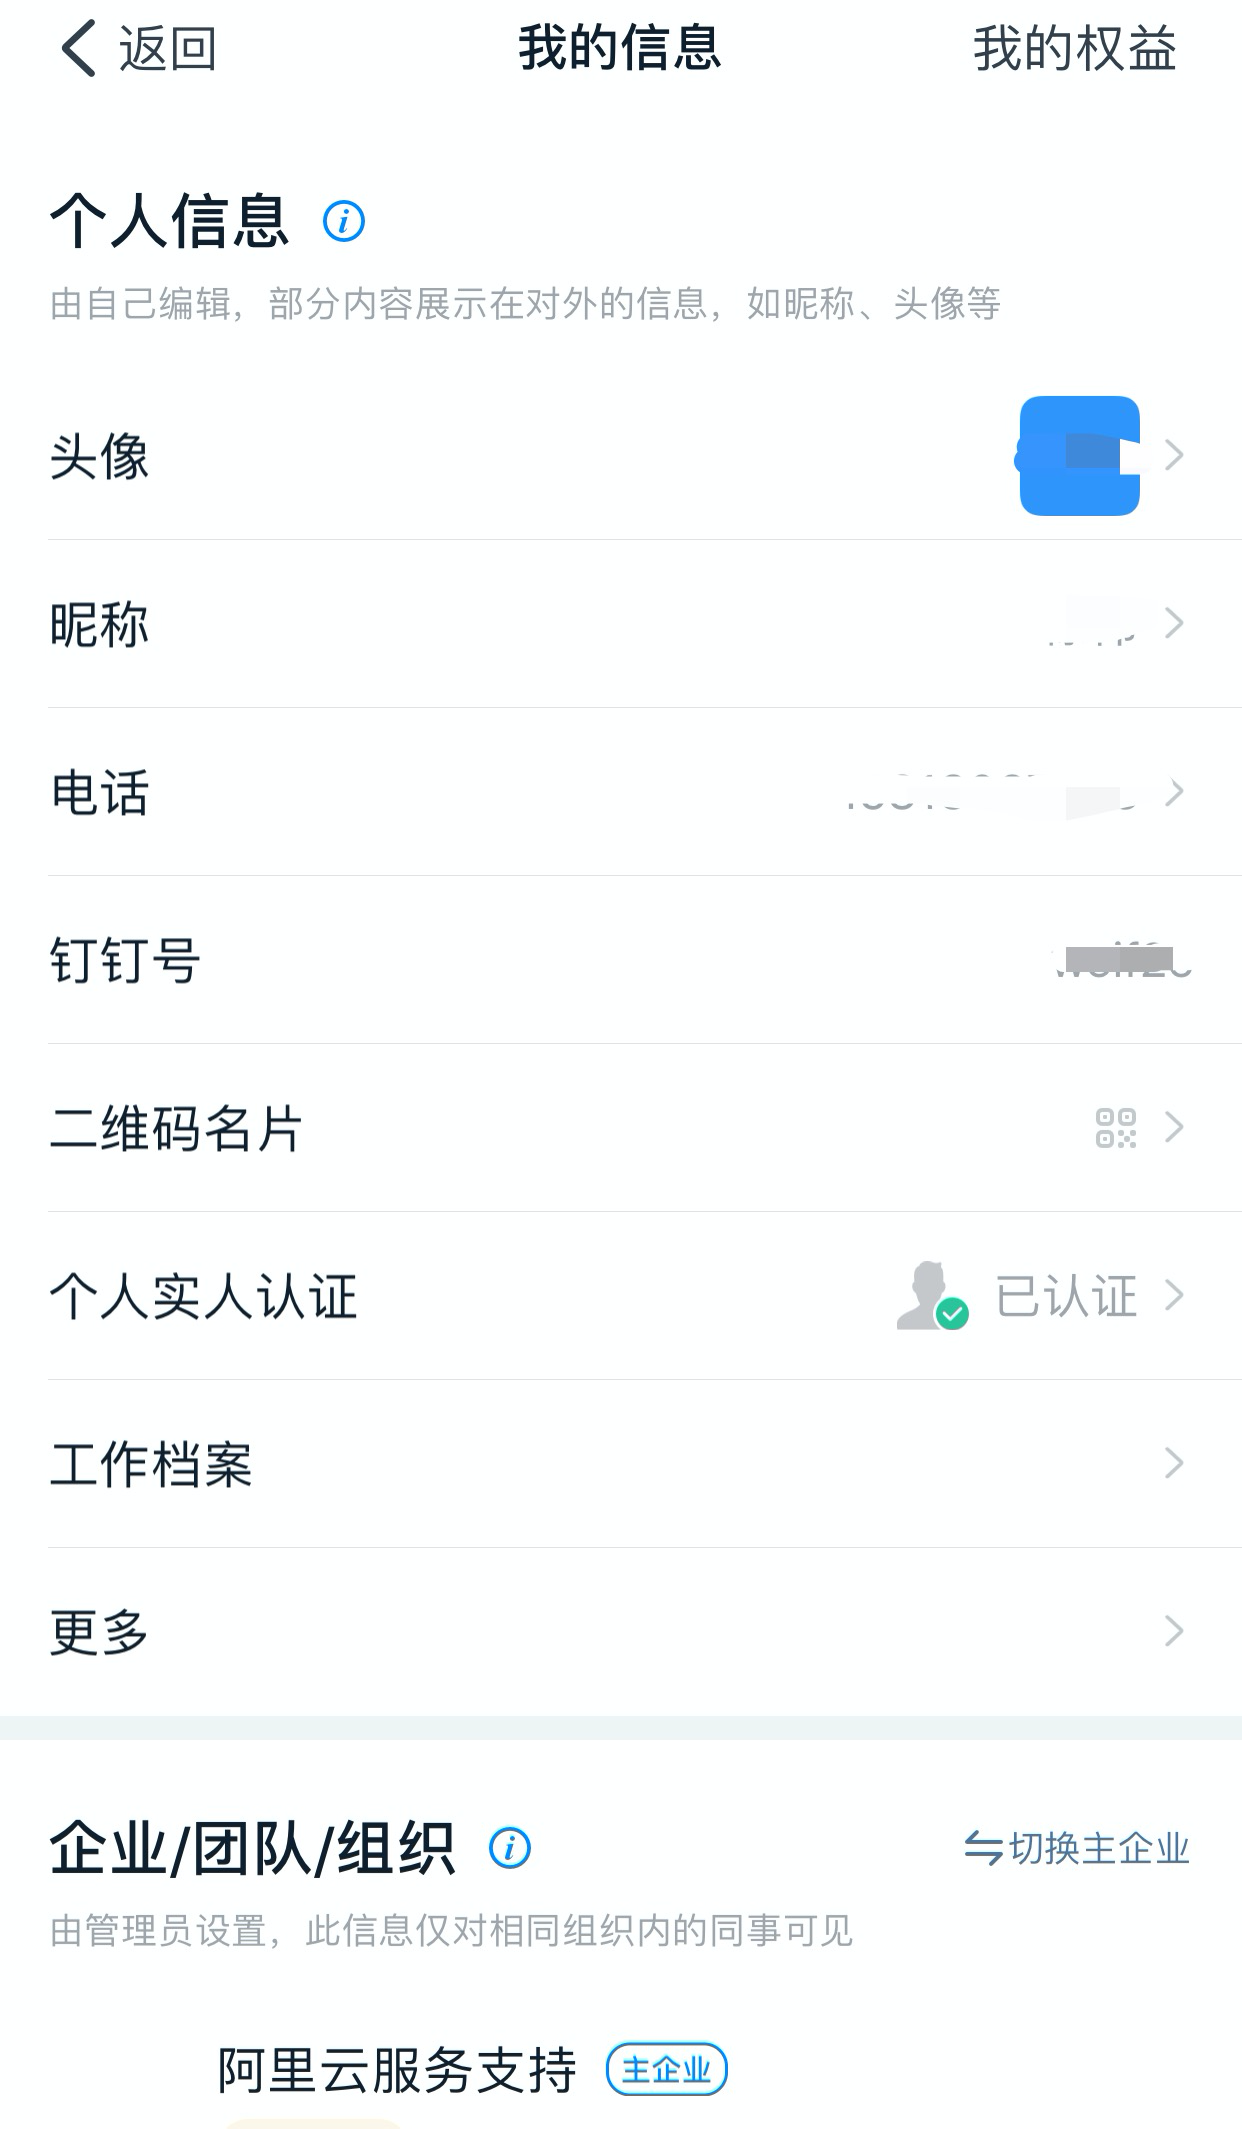 返回 我的信息 我的权益
个人信息
由自己编辑，部分内容展示在对外的信息，如昵称、头像等
头像
昵称
电话
钉钉号
二维码名片
个人实人认证 已认证
工作档案
更多
企业/团队/组织 切换主企业
由管理员设置，此信息仅对相同组织内的同事可见
阿里云服务支持 主企业